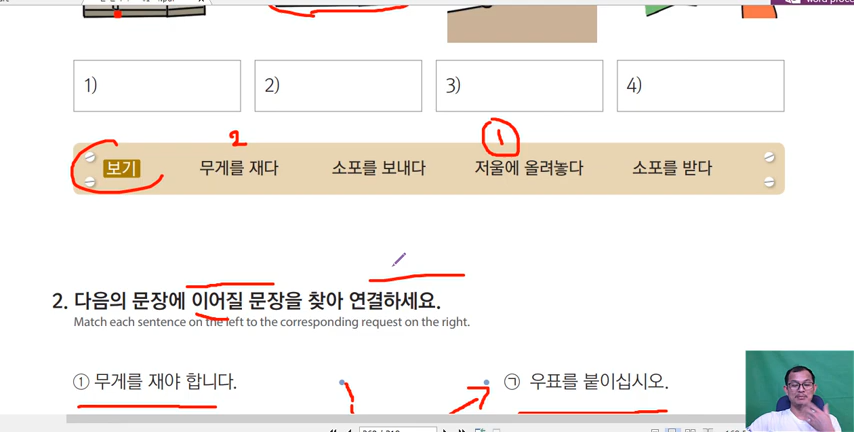 1)
2)
3)
4)
2
1
보기 무게를 재다 소포를 보내다 저울에 올려놓다 소포를 받다
2. 다음의 문장에 이어질 문장을 찾아 연결하세요.
Match each sentence on the left to the corresponding request on the right.
① 무게를 재야 합니다.
㉠ 우표를 붙이십시오.